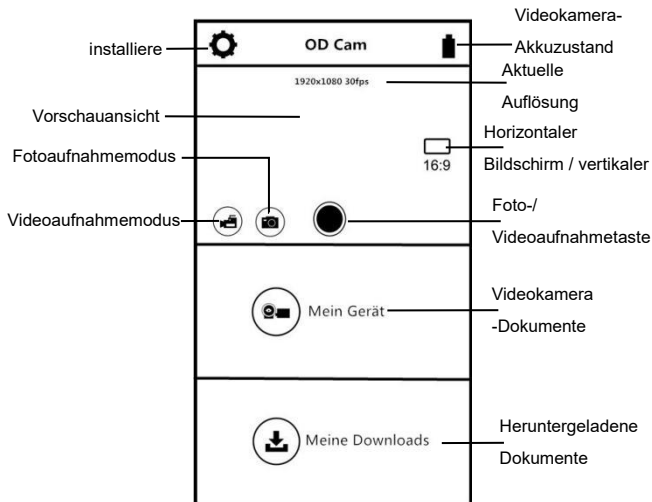 installiere
OD Cam
Videokamera-
Akkuzustand
1920x1080 30fps
Aktuelle
Auflösung
Vorschauansicht
Horizontaler
Bildschirm / vertikaler
16:9
Fotoaufnahmemodus
Videoaufnahmemodus
Foto-/
Videoaufnahmetaste
Mein Gerät
Videokamera
-Dokumente
Meine Downloads
Heruntergeladene
Dokumente